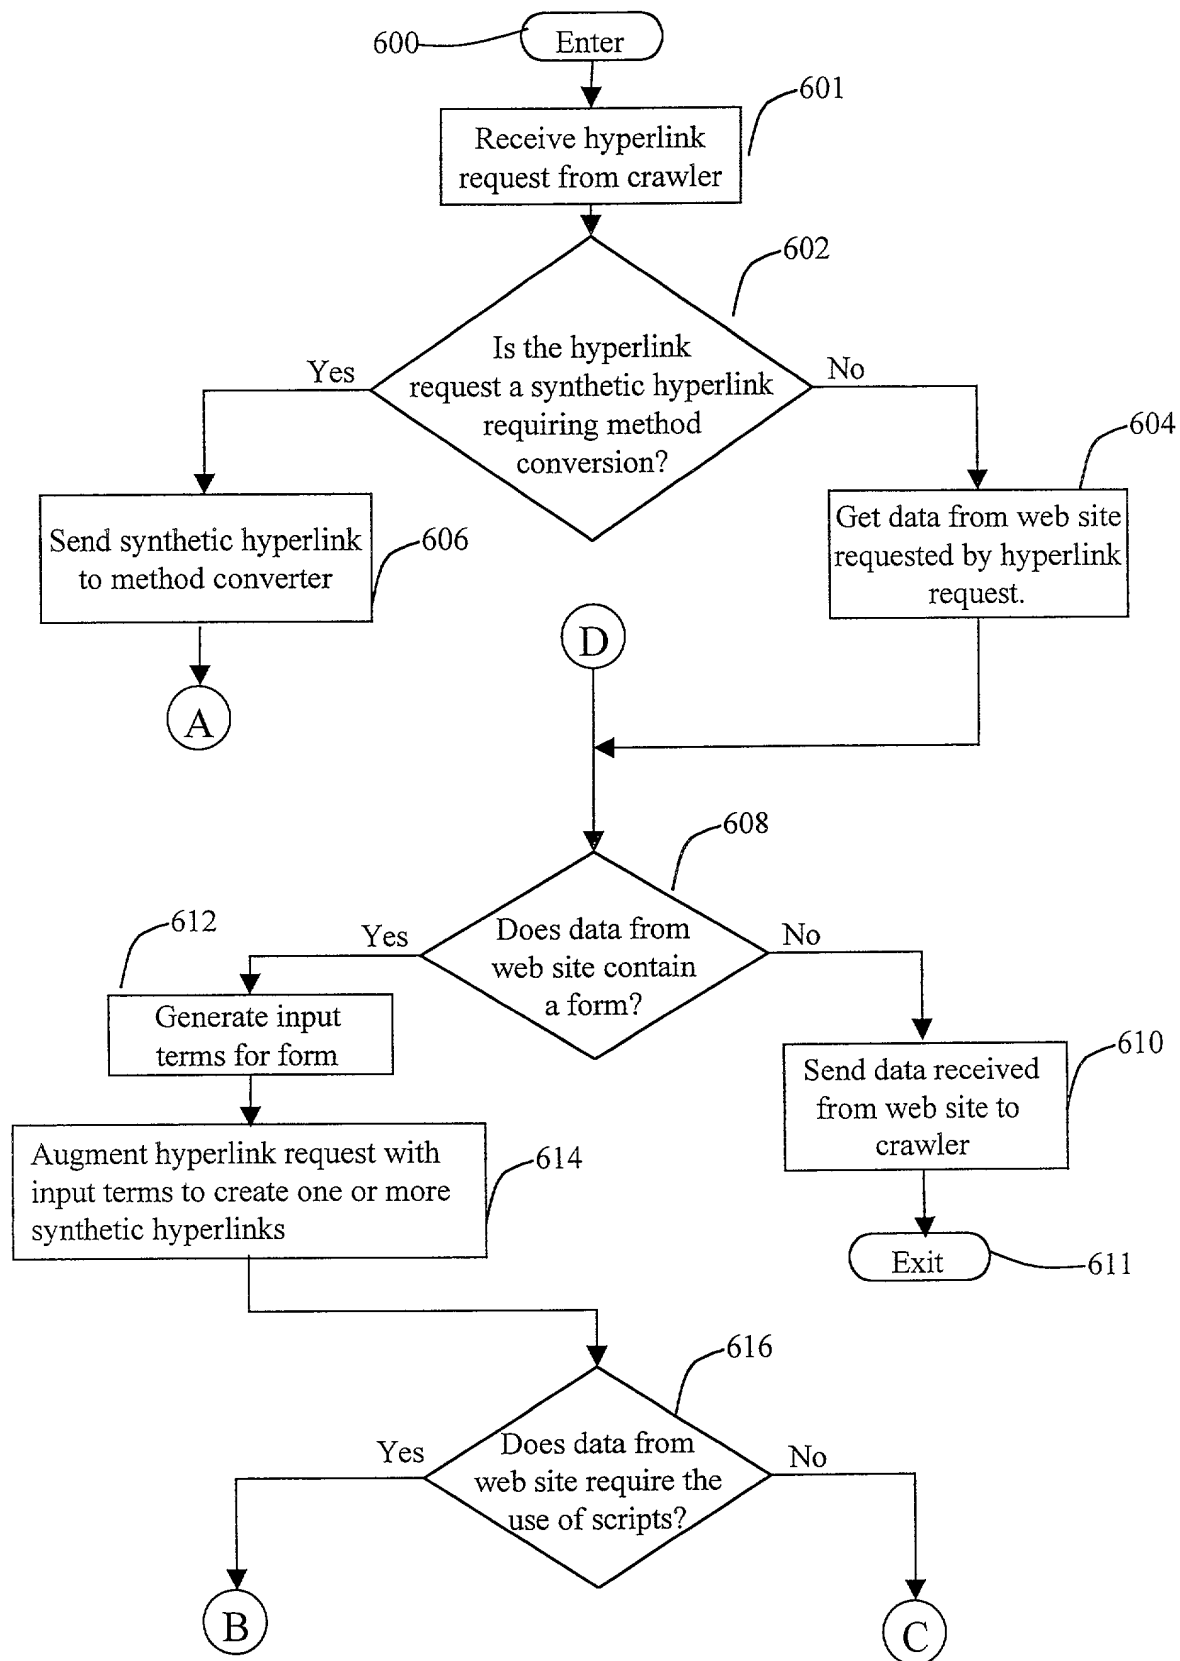 600
Enter
601
Receive hyperlink
request from crawler
602
Is the hyperlink
request a synthetic hyperlink
requiring method
conversion?
Yes
No
604
Send synthetic hyperlink
to method converter
606
Get data from web site
requested by hyperlink
request.
D
A
608
612
Yes
Does data from
web site contain
a form?
No
Generate input
terms for form
610
Send data received
from web site to
crawler
Augment hyperlink request with
input terms to create one or more
synthetic hyperlinks
614
Exit
611
616
Yes
Does data from
web site require the
use of scripts?
No
B
C